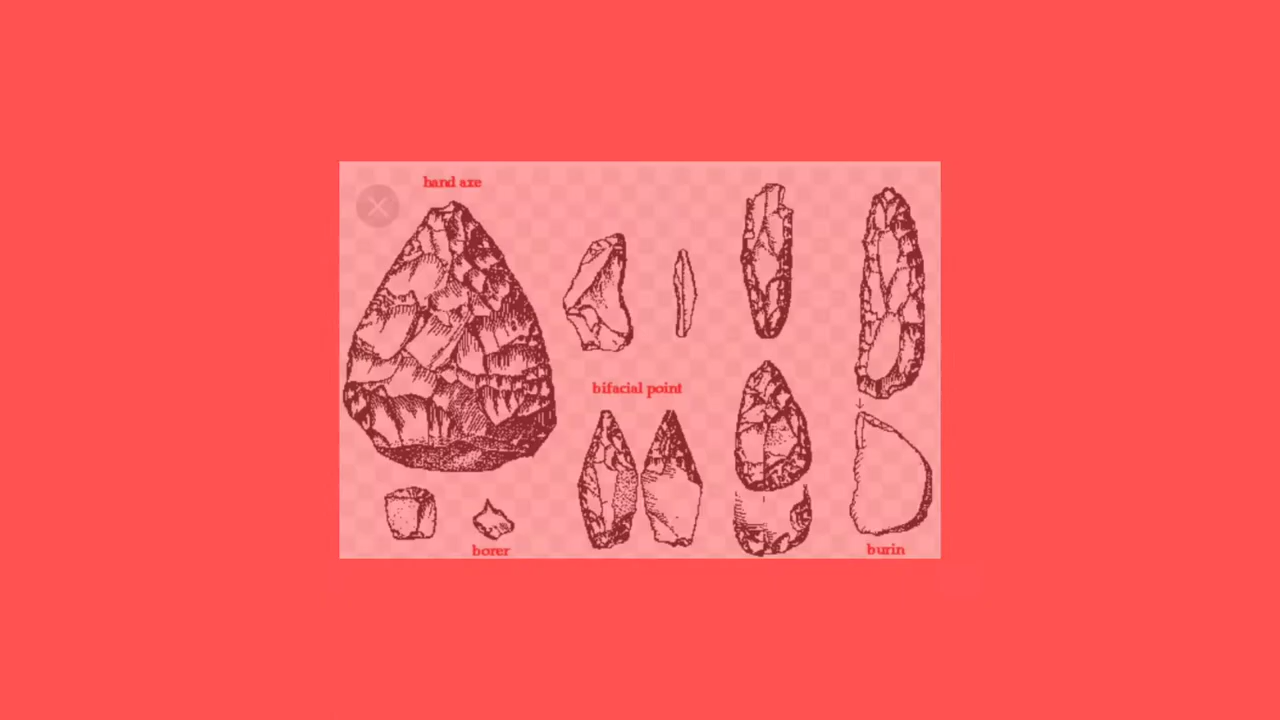 hand axe
bifacial point
borer
burin